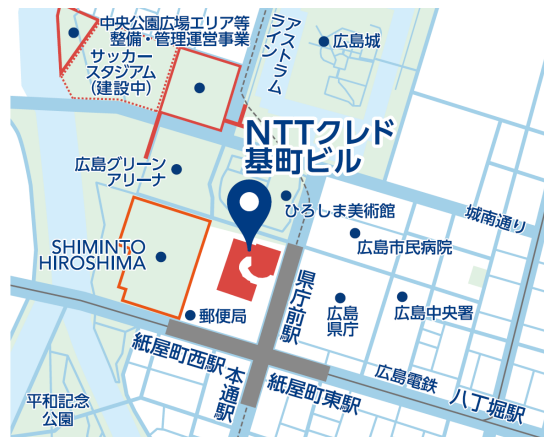 中央公園広場エリア等
整備・管理運営事業
サッカー
スタジアム
（建設中）
アストラム
ライン
広島城
NTTクレド
基町ビル
広島グリーン
アリーナ
ひろしま美術館
城南通り
広島市民病院
SHIMINTO
HIROSHIMA
県庁前駅
郵便局
広島
県庁
広島中央署
紙屋町西駅
本通駅
紙屋町東駅
広島電鉄
八丁堀駅
平和記念
公園